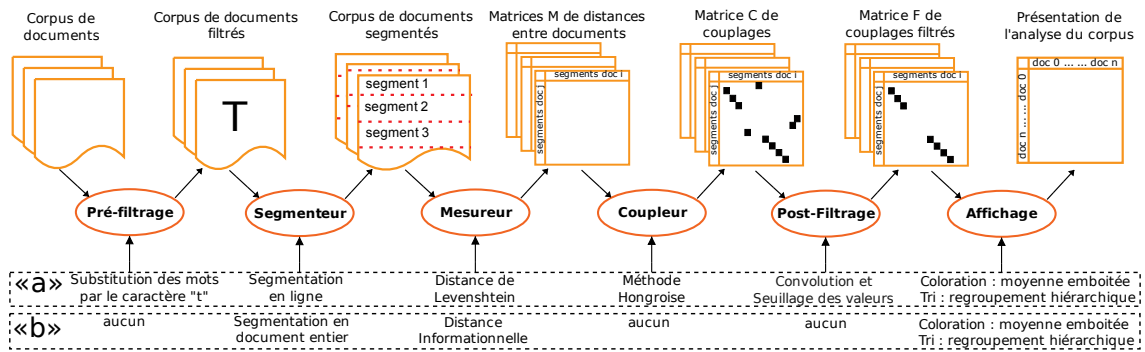 Corpus de
documents
Corpus de documents
filtrés
Corpus de documents
segmentés
Matrices M de distances
entre documents
Matrice C de
couplages
Matrice F de
couplages filtrés
Présentation de
l'analyse du corpus
T
segment 1
segment 2
segment 3
segments doc i
segments doc j
segments doc i
segments doc j
segments doc i
segments doc j
doc 0 ... ... doc n
doc n ... ... doc 0
Pré-filtrage
Segmenteur
Mesureur
Coupleur
Post-Filtrage
Affichage
«a»
Substitution des mots
par le caractère "t"
Segmentation
en ligne
Distance de
Levenshtein
Méthode
Hongroise
Convolution et
Seuillage des valeurs
Coloration : moyenne emboitée
Tri : regroupement hiérarchique
«b»
aucun
Segmentation en
document entier
Distance
Informationnelle
aucun
aucun
Coloration : moyenne emboitée
Tri : regroupement hiérarchique